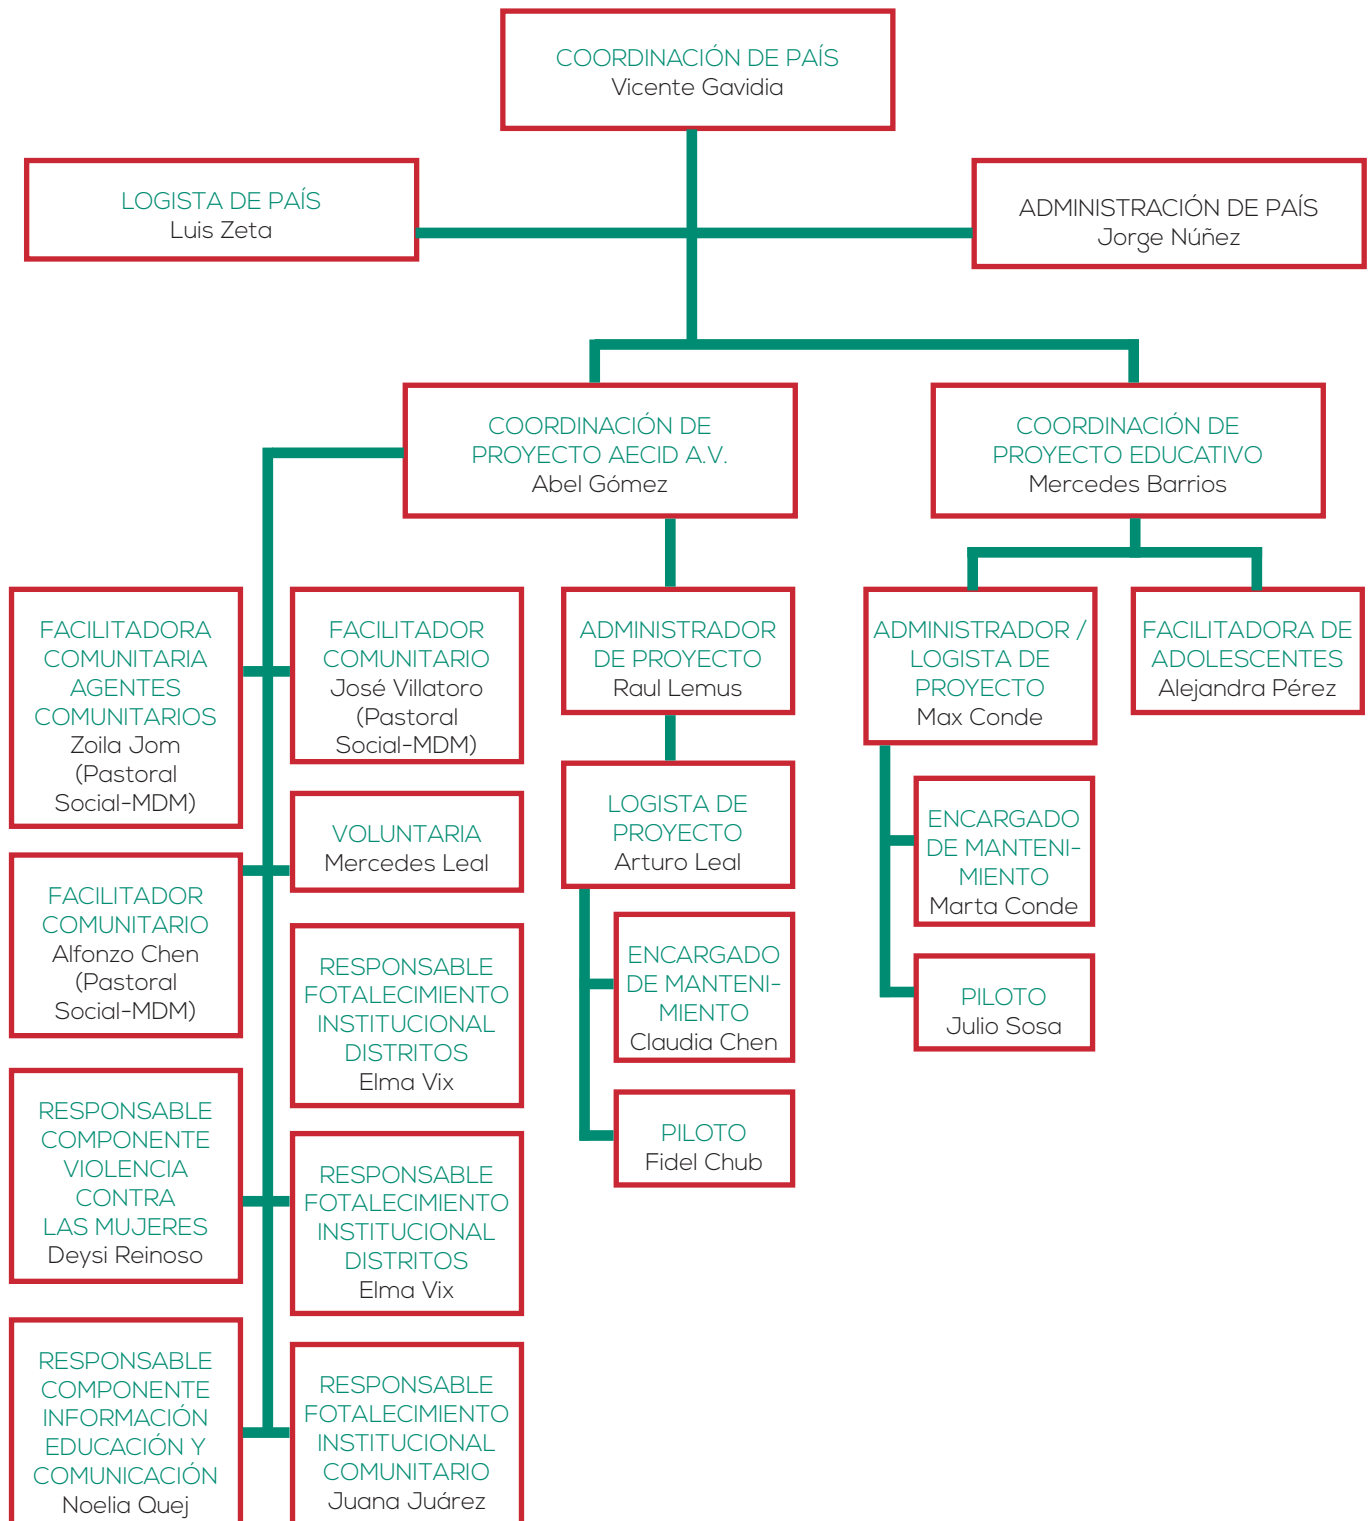 COORDINACIÓN DE PAÍS
Vicente Gavidia
LOGISTA DE PAÍS
Luis Zeta
ADMINISTRACIÓN DE PAÍS
Jorge Núñez
COORDINACIÓN DE
PROYECTO AECID A.V.
Abel Gómez
COORDINACIÓN DE
PROYECTO EDUCATIVO
Mercedes Barrios
FACILITADORA
COMUNITARIA
AGENTES
COMUNITARIOS
Zoila Jom
(Pastoral
Social-MDM)
FACILITADOR
COMUNITARIO
José Villatoro
(Pastoral
Social-MDM)
ADMINISTRADOR
DE PROYECTO
Raul Lemus
ADMINISTRADOR /
LOGISTA DE
PROYECTO
Max Conde
FACILITADORA DE
ADOLESCENTES
Alejandra Pérez
VOLUNTARIA
Mercedes Leal
LOGISTA DE
PROYECTO
Arturo Leal
ENCARGADO
DE MANTENI-
MIENTO
Marta Conde
FACILITADOR
COMUNITARIO
Alfonzo Chen
(Pastoral
Social-MDM)
RESPONSABLE
FOTALECIMIENTO
INSTITUCIONAL
DISTRITOS
Elma Vix
ENCARGADO
DE MANTENI-
MIENTO
Claudia Chen
PILOTO
Julio Sosa
RESPONSABLE
COMPONENTE
VIOLENCIA
CONTRA
LAS MUJERES
Deysi Reinoso
RESPONSABLE
FOTALECIMIENTO
INSTITUCIONAL
DISTRITOS
Elma Vix
PILOTO
Fidel Chub
RESPONSABLE
COMPONENTE
INFORMACIÓN
EDUCACIÓN Y
COMUNICACIÓN
Noelia Quej
RESPONSABLE
FOTALECIMIENTO
INSTITUCIONAL
COMUNITARIO
Juana Juárez